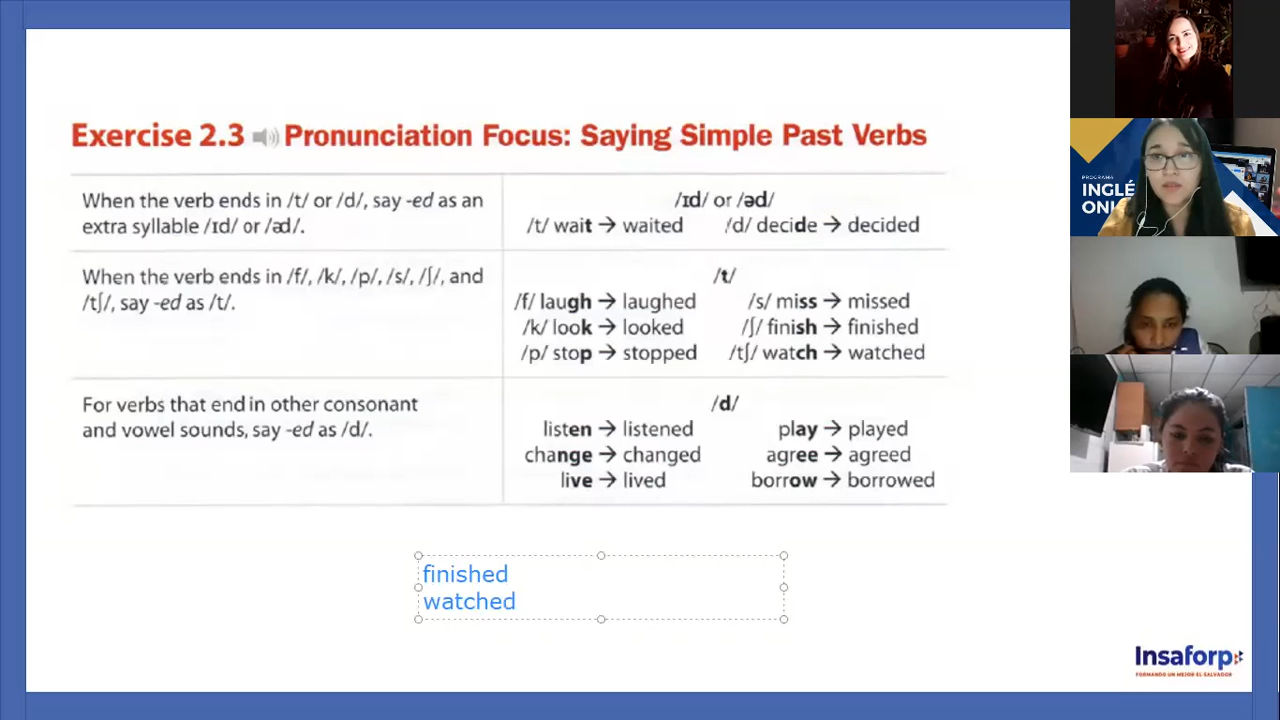 Exercise 2.3 Pronunciation Focus: Saying Simple Past Verbs
When the verb ends in /t/ or /d/, say -ed as an
extra syllable /ɪd/ or /əd/.
/ɪd/ or /əd/
/t/ wait → waited /d/ decide → decided
When the verb ends in /f/, /k/, /p/, /s/, /ʃ/, and
/tʃ/, say -ed as /t/.
/t/
/f/ laugh → laughed /s/ miss → missed
/k/ look → looked /ʃ/ finish → finished
/p/ stop → stopped /tʃ/ watch → watched
For verbs that end in other consonant
and vowel sounds, say -ed as /d/.
/d/
listen → listened play → played
change → changed agree → agreed
live → lived borrow → borrowed
finished
watched
PROGRAMA
INGLÉ
ONL
Insaforp
FORMANDO UN MEJOR EL SALVADOR